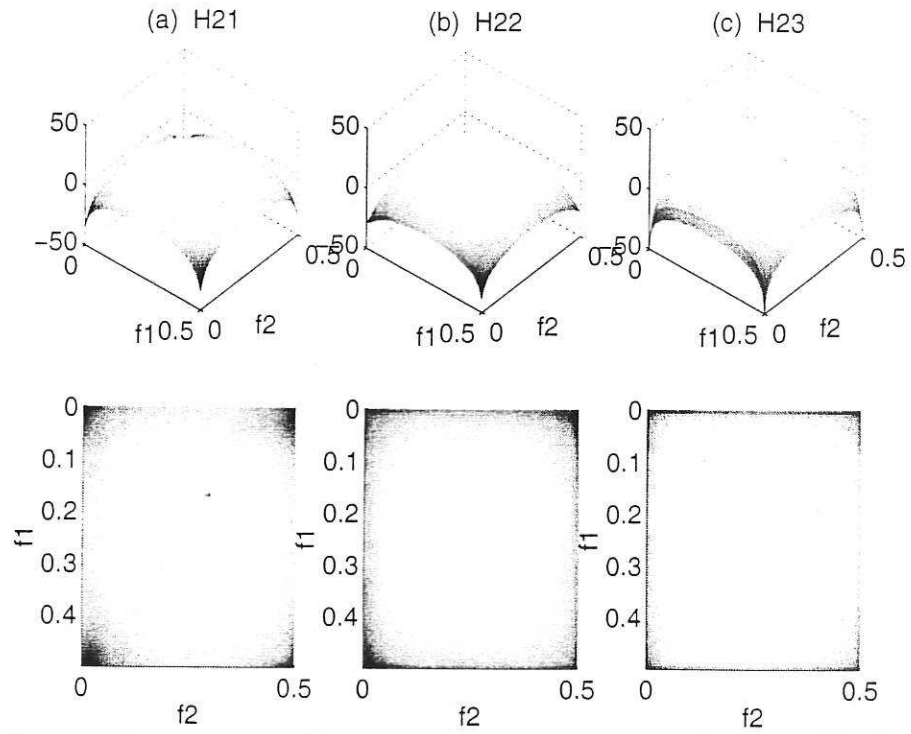 (a) H21 (b) H22 (c) H23
50 50 50
0 0 0
−50 −50 −50
0 0.5 0 0.5 0 0.5
f1 0.5 0 f2 f1 0.5 0 f2 f1 0.5 0 f2
0 0 0
0.1 0.1 0.1
0.2 0.2 0.2
f1 f1 f1
0.3 0.3 0.3
0.4 0.4 0.4
0 0.5 0 0.5 0 0.5
f2 f2 f2